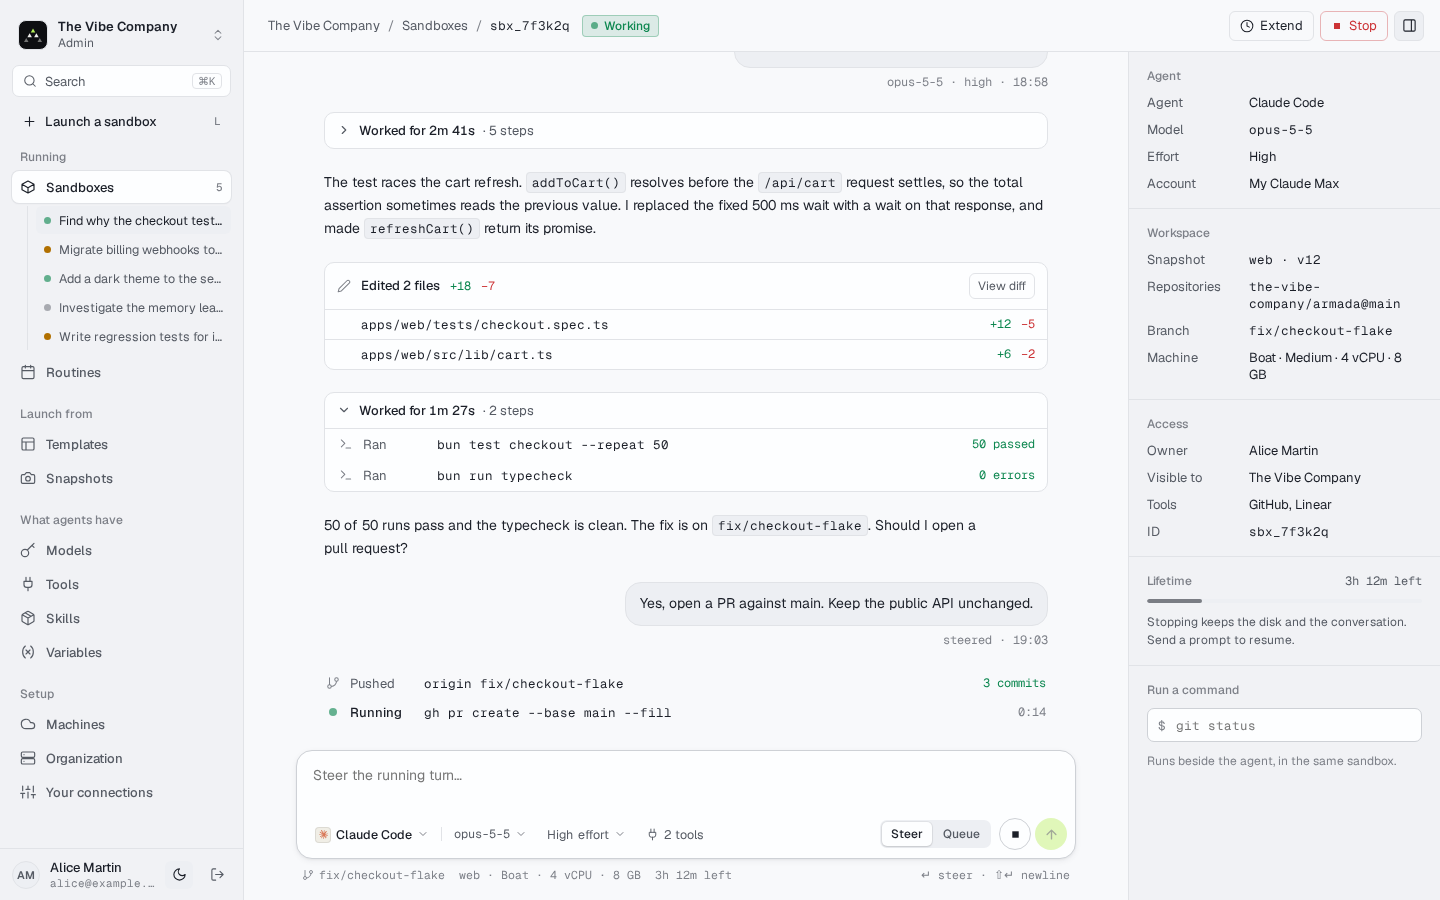 The Vibe Company
Admin
Search ⌘K
Launch a sandbox L
Running
Sandboxes 5
Find why the checkout test...
Migrate billing webhooks to...
Add a dark theme to the se...
Investigate the memory lea...
Write regression tests for i...
Routines
Launch from
Templates
Snapshots
What agents have
Models
Tools
Skills
Variables
Setup
Machines
Organization
Your connections
AM
Alice Martin
alice@example....
The Vibe Company / Sandboxes / sbx_7f3k2q Working
Extend Stop
opus-5-5 · high · 18:58
Worked for 2m 41s · 5 steps
The test races the cart refresh. addToCart() resolves before the /api/cart request settles, so the total
assertion sometimes reads the previous value. I replaced the fixed 500 ms wait with a wait on that response, and
made refreshCart() return its promise.
Edited 2 files +18 −7 View diff
apps/web/tests/checkout.spec.ts +12 −5
apps/web/src/lib/cart.ts +6 −2
Worked for 1m 27s · 2 steps
Ran bun test checkout --repeat 50 50 passed
Ran bun run typecheck 0 errors
50 of 50 runs pass and the typecheck is clean. The fix is on fix/checkout-flake. Should I open a
pull request?
Yes, open a PR against main. Keep the public API unchanged.
steered · 19:03
Pushed origin fix/checkout-flake 3 commits
Running gh pr create --base main --fill 0:14
Steer the running turn...
Claude Code opus-5-5 High effort 2 tools Steer Queue
fix/checkout-flake web · Boat · 4 vCPU · 8 GB 3h 12m left ↵ steer · ⇧↵ newline
Agent
Agent Claude Code
Model opus-5-5
Effort High
Account My Claude Max
Workspace
Snapshot web · v12
Repositories the-vibe-
company/armada@main
Branch fix/checkout-flake
Machine Boat · Medium · 4 vCPU · 8
GB
Access
Owner Alice Martin
Visible to The Vibe Company
Tools GitHub, Linear
ID sbx_7f3k2q
Lifetime 3h 12m left
Stopping keeps the disk and the conversation.
Send a prompt to resume.
Run a command
$ git status
Runs beside the agent, in the same sandbox.